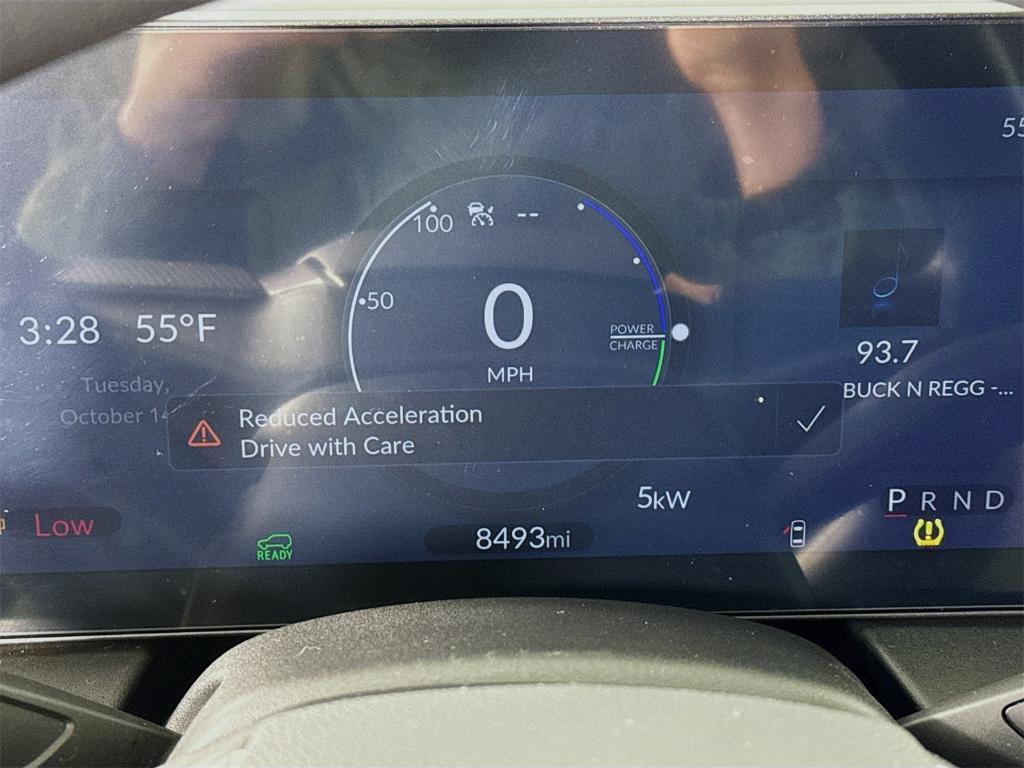 55
100
--
50
0
MPH
POWER
CHARGE
3:28 55°F
Tuesday,
October 14
93.7
BUCK N REGG -...
Reduced Acceleration
Drive with Care
5kW
P R N D
Low
READY
8493mi